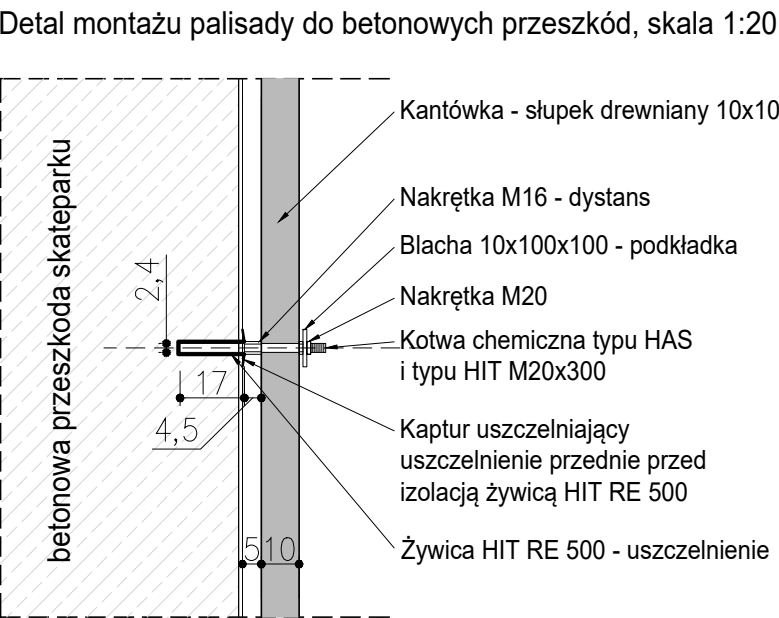 Detal montażu palisady do betonowych przeszkód, skala 1:20
betonowa przeszkoda skateparku
Kantówka - słupek drewniany 10x10
Nakrętka M16 - dystans
Blacha 10x100x100 - podkładka
Nakrętka M20
Kotwa chemiczna typu HAS
i typu HIT M20x300
Kaptur uszczelniający
uszczelnienie przednie przed
izolacją żywicą HIT RE 500
Żywica HIT RE 500 - uszczelnienie
2,4
17
4,5
5 10